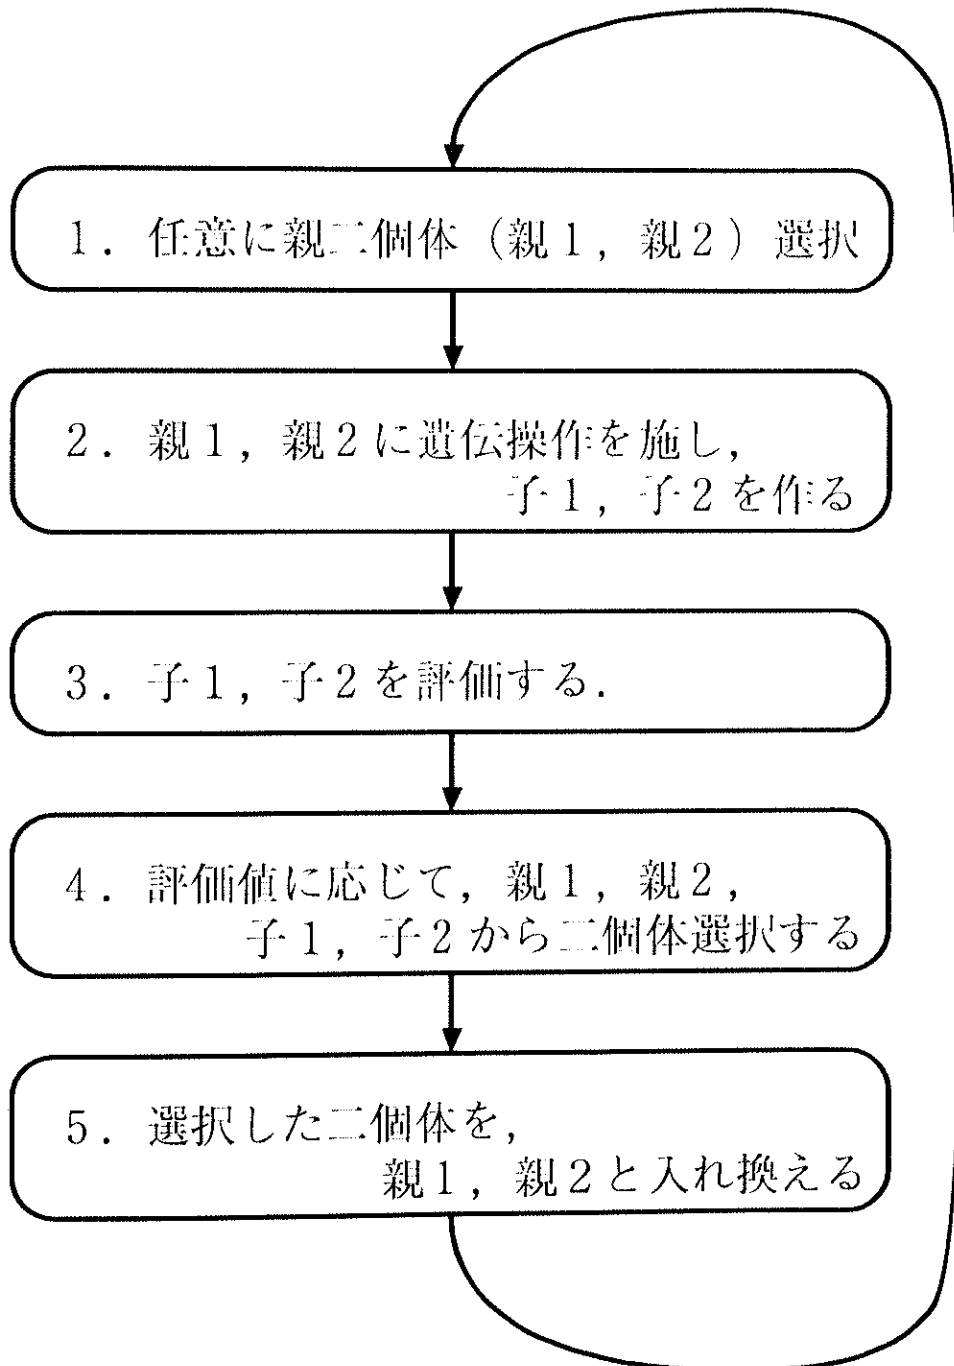 1. 任意に親二個体（親1, 親2）選択
2. 親1, 親2に遺伝操作を施し,
子1, 子2を作る
3. 子1, 子2を評価する.
4. 評価値に応じて, 親1, 親2,
子1, 子2から二個体選択する
5. 選択した二個体を,
親1, 親2と入れ換える